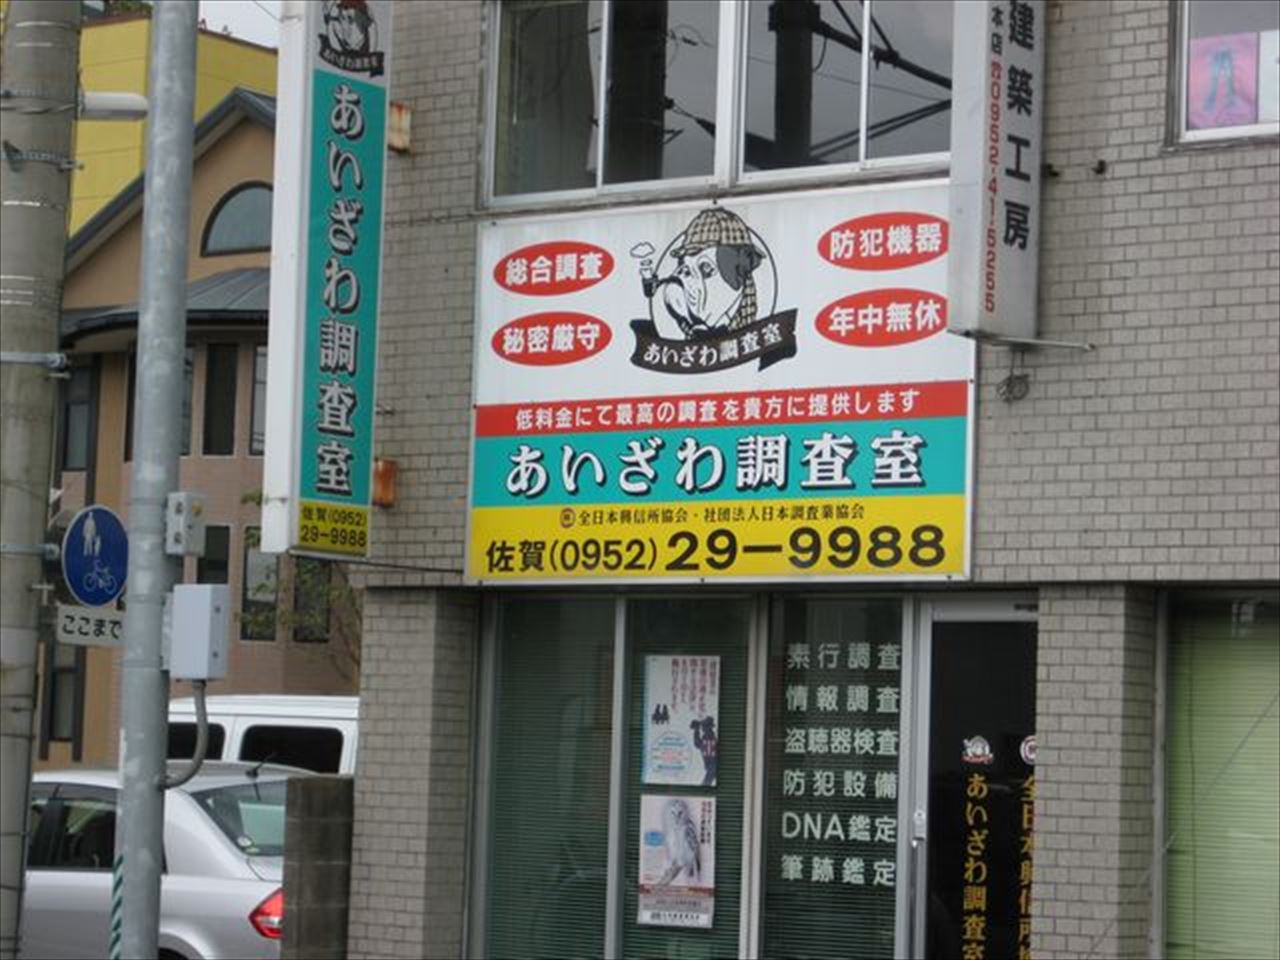 あいざわ調査室
あいざわ調査室
佐賀(0952)
29-9988
建築工房
本店☎0952-41-5255
総合調査
防犯機器
秘密厳守
年中無休
あいざわ調査室
低料金にて最高の調査を貴方に提供します
あいざわ調査室
全日本興信所協会・社団法人日本調査業協会
佐賀(0952)29-9988
ここまで
素行調査
情報調査
盗聴器検査
防犯設備
DNA鑑定
筆跡鑑定
あいざわ調査室
全日本興信所協